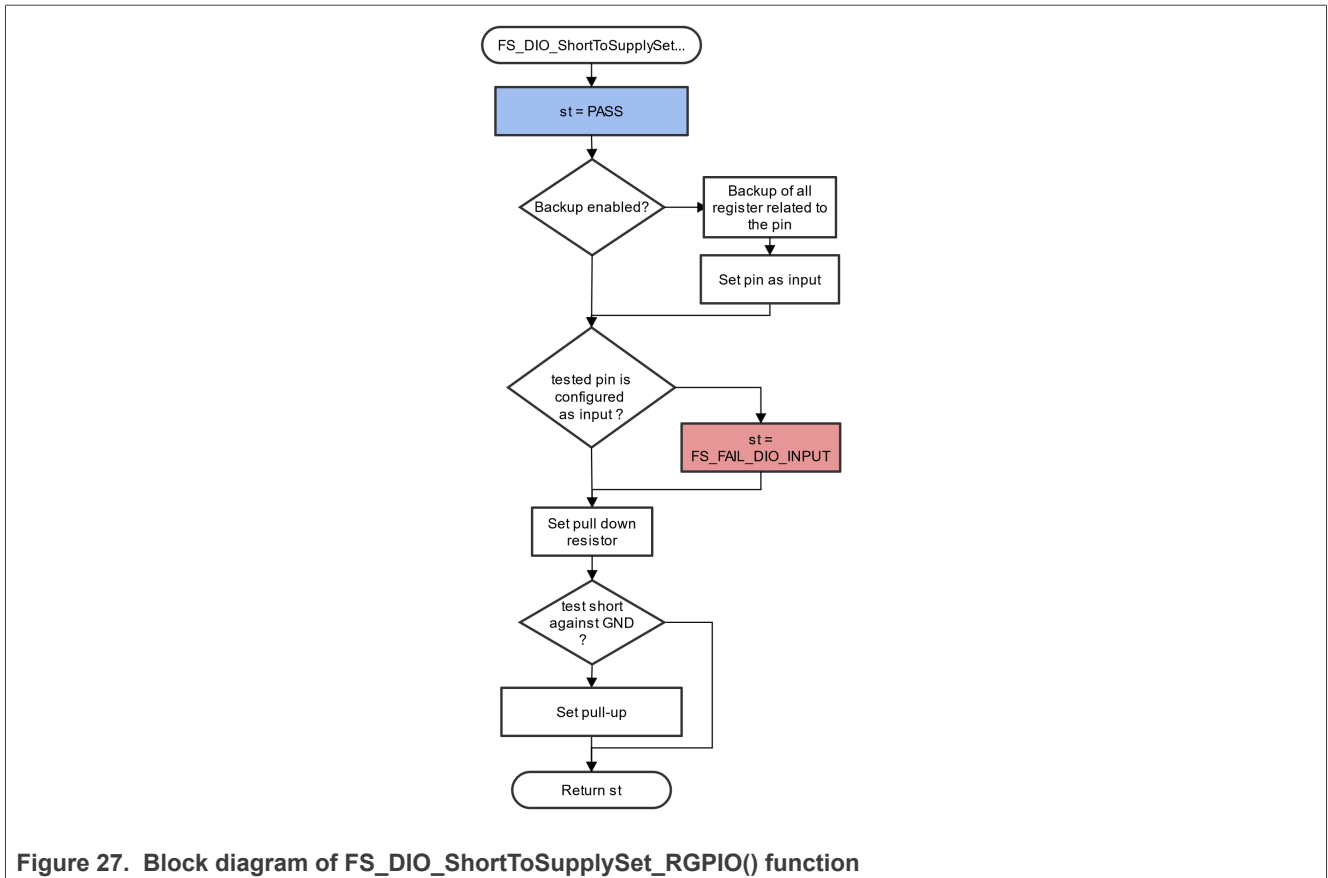 FS_DIO_ShortToSupplySet...
st = PASS
Backup enabled?
Backup of all
register related to
the pin
Set pin as input
tested pin is
configured
as input ?
st =
FS_FAIL_DIO_INPUT
Set pull down
resistor
test short
against GND
?
Set pull-up
Return st
Figure 27. Block diagram of FS_DIO_ShortToSupplySet_RGPIO() function